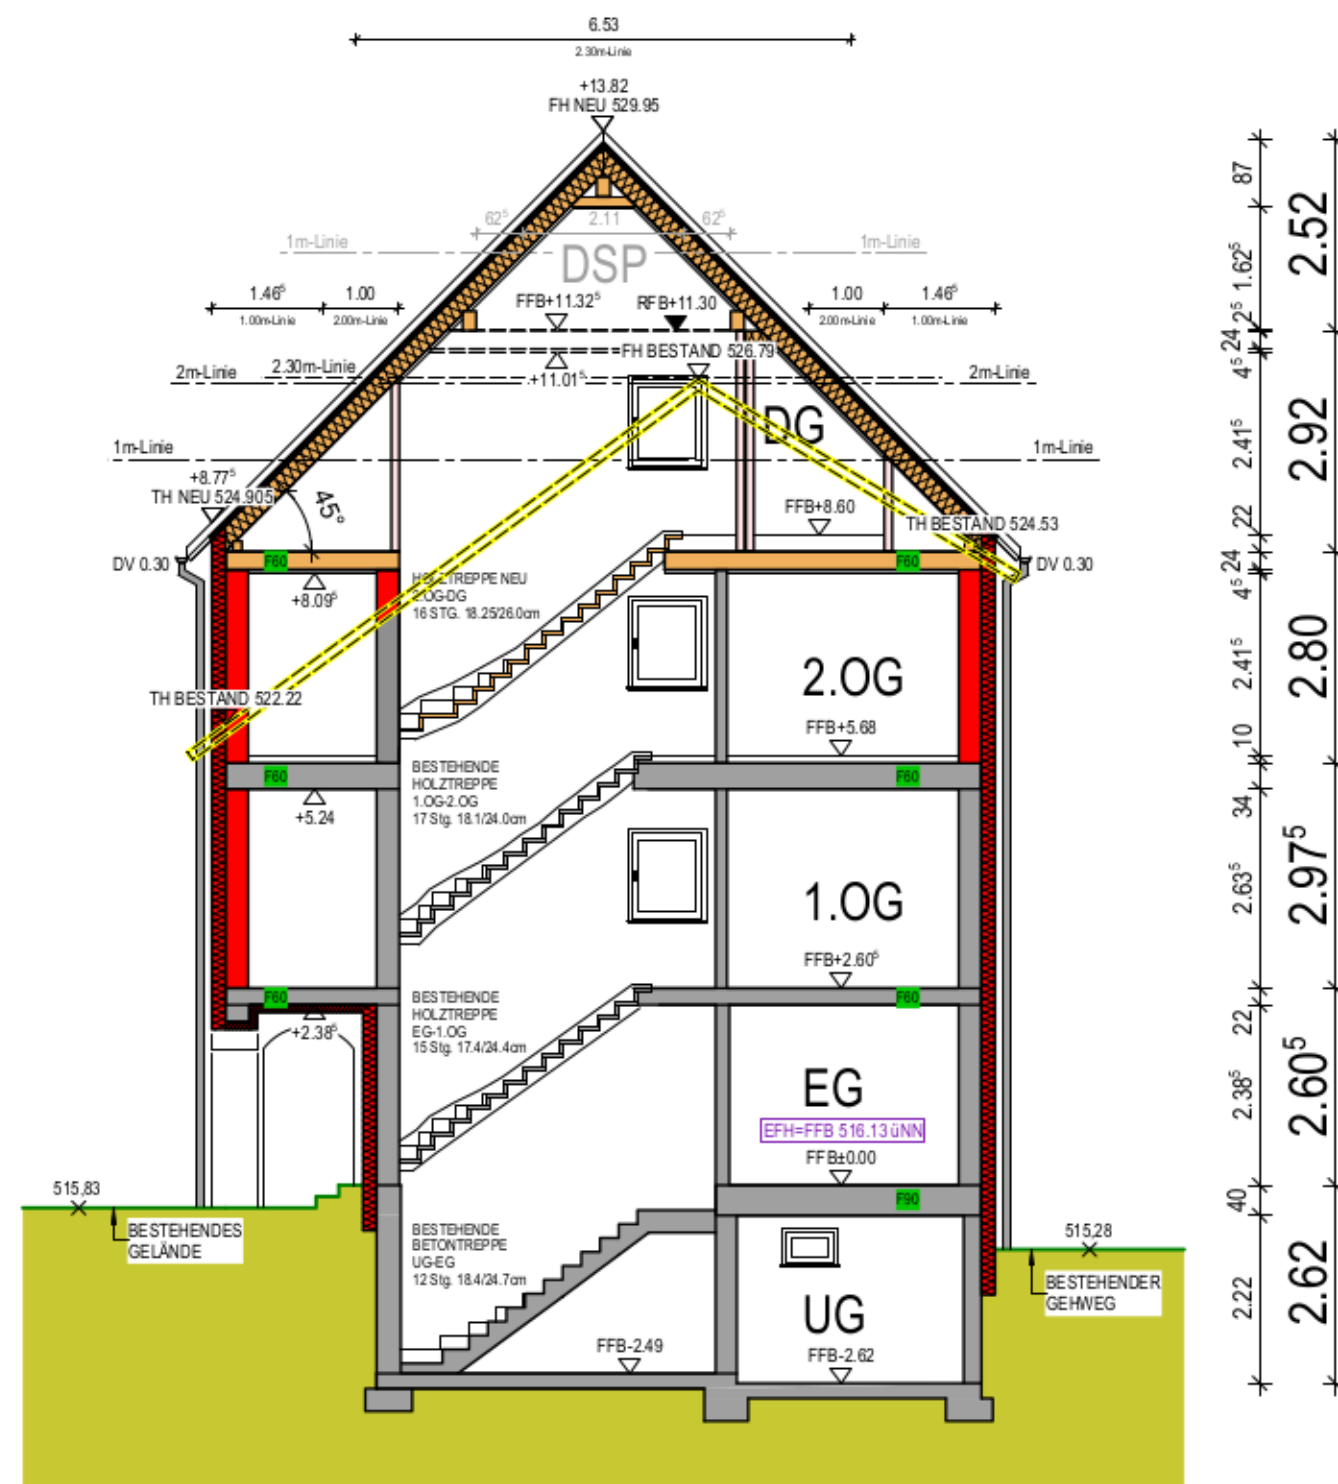 6.53
2.30m-Linie
+13.82
FH NEU 529.95
62⁵
2.11
62⁵
1m-Linie
1m-Linie
DSP
1.46⁵
1.00
1.00m-Linie
2.00m-Linie
FFB+11.32⁵
RFB+11.30
1.00
1.46⁵
2.00m-Linie
1.00m-Linie
FH BESTAND 526.79
2m-Linie
2.30m-Linie
+11.01⁵
2m-Linie
DG
1m-Linie
1m-Linie
+8.77⁵
TH NEU 524.905
45°
FFB+8.60
TH BESTAND 524.53
DV 0.30
F60
F60
DV 0.30
+8.09⁵
HOLZTREPPE NEU
2.OG-DG
16 STG. 18.25/26.0cm
2.OG
TH BESTAND 522.22
FFB+5.68
F60
F60
+5.24
BESTEHENDE
HOLZTREPPE
1.OG-2.OG
17 Stg. 18.1/24.0cm
1.OG
FFB+2.60⁵
F60
F60
+2.38⁵
BESTEHENDE
HOLZTREPPE
EG-1.OG
15 Stg. 17.4/24.4cm
EG
EFH=FFB 516.13 üNN
FFB±0.00
F90
515,83
BESTEHENDES
GELÄNDE
BESTEHENDE
BETONTREPPE
UG-EG
12 Stg. 18.4/24.7cm
515,28
BESTEHENDER
GEHWEG
UG
FFB-2.49
FFB-2.62
87
1.62⁵
25
24
4⁵
2.41⁵
22
24
4⁵
2.41⁵
10
34
2.63⁵
22
2.38⁵
40
2.22
2.52
2.92
2.80
2.97⁵
2.60⁵
2.62